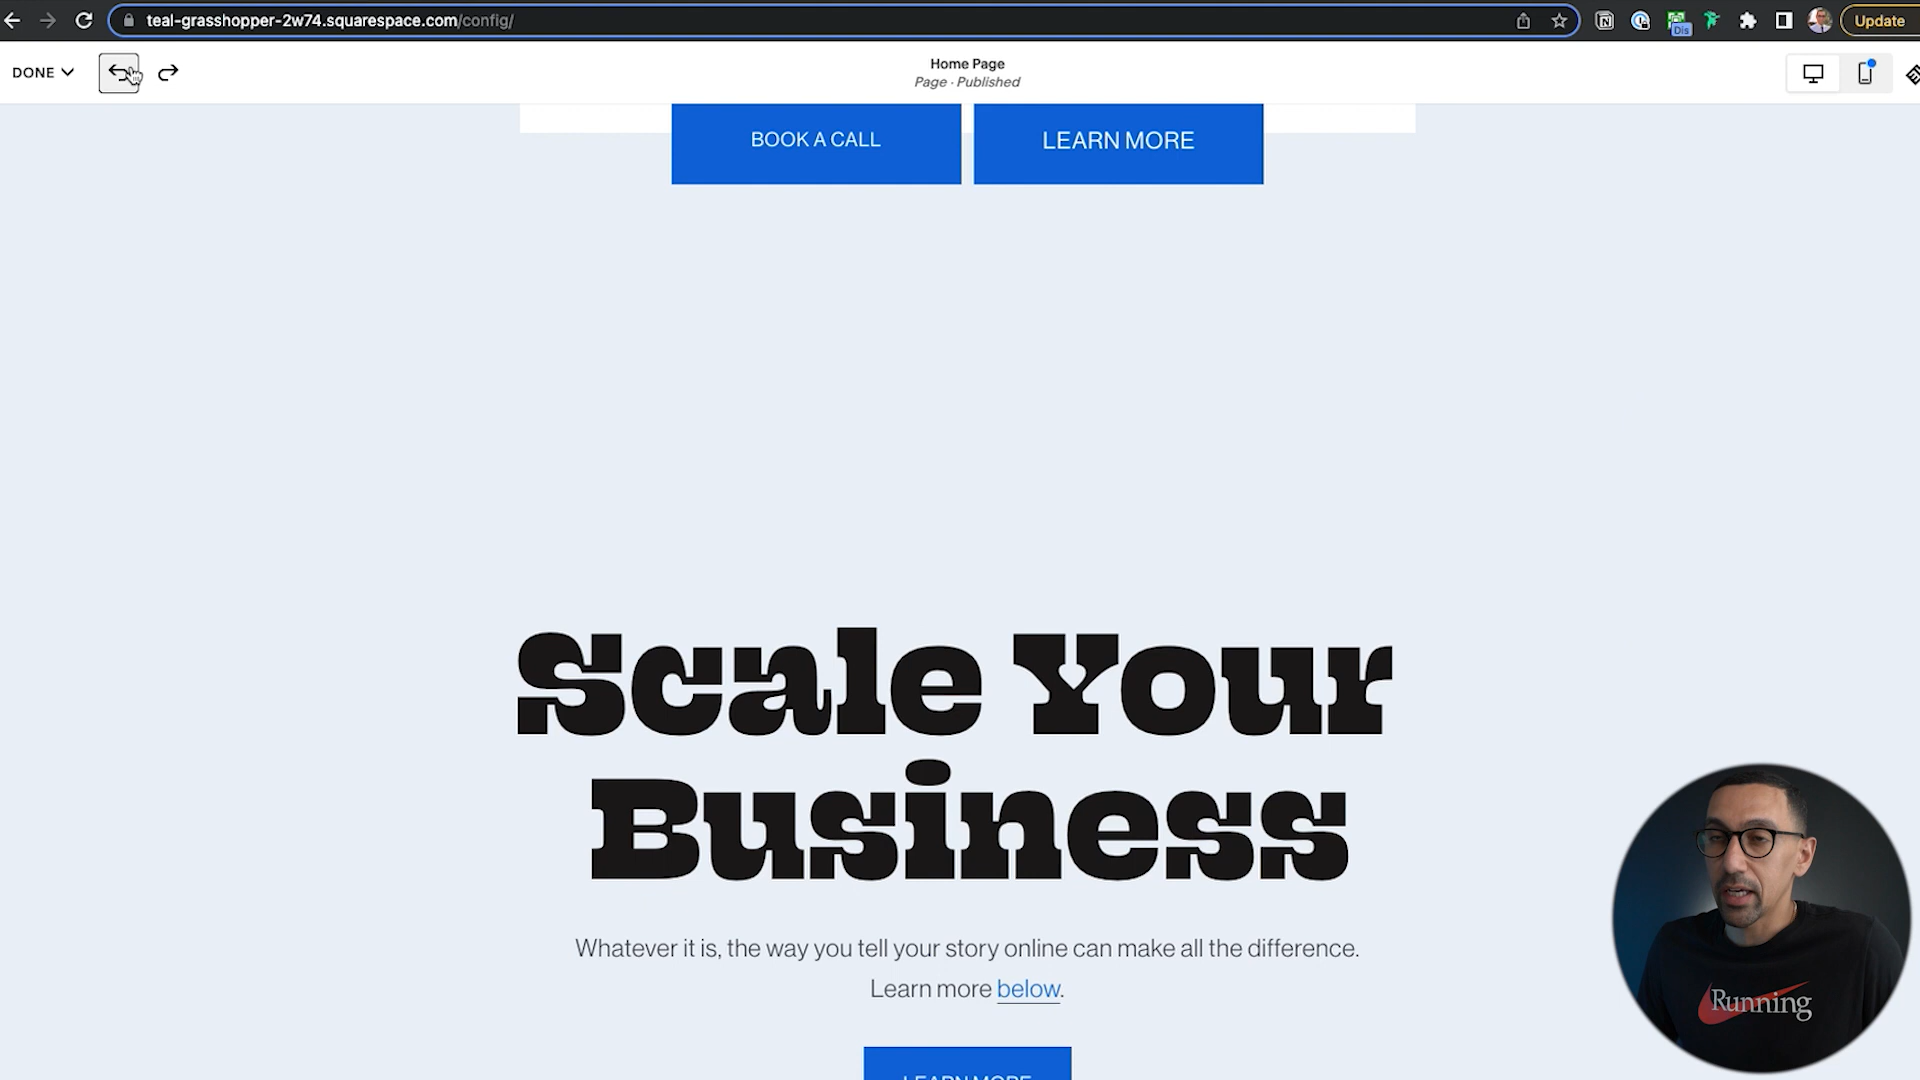 teal-grasshopper-2w74.squarespace.com/config/
Dis
Update
DONE
Home Page
Page · Published
BOOK A CALL
LEARN MORE
Scale Your
Business
Whatever it is, the way you tell your story online can make all the difference.
Learn more below.
LEARN MORE
Running